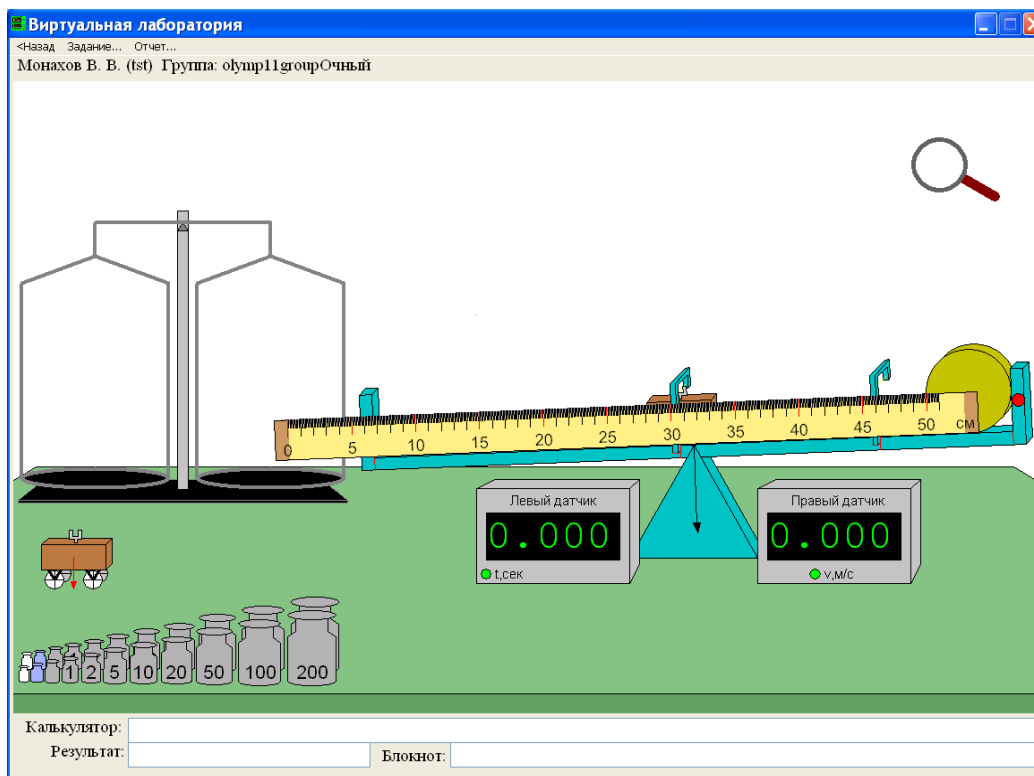 Виртуальная лаборатория
<Назад Задание... Отчет...
Монахов В. В. (tst) Группа: olymp11groupОчный
0 5 10 15 20 25 30 35 40 45 50 см
Левый датчик
0.000
t,сек
Правый датчик
0.000
v,м/с
1 2 5 10 20 50 100 200
Калькулятор:
Результат:
Блокнот: